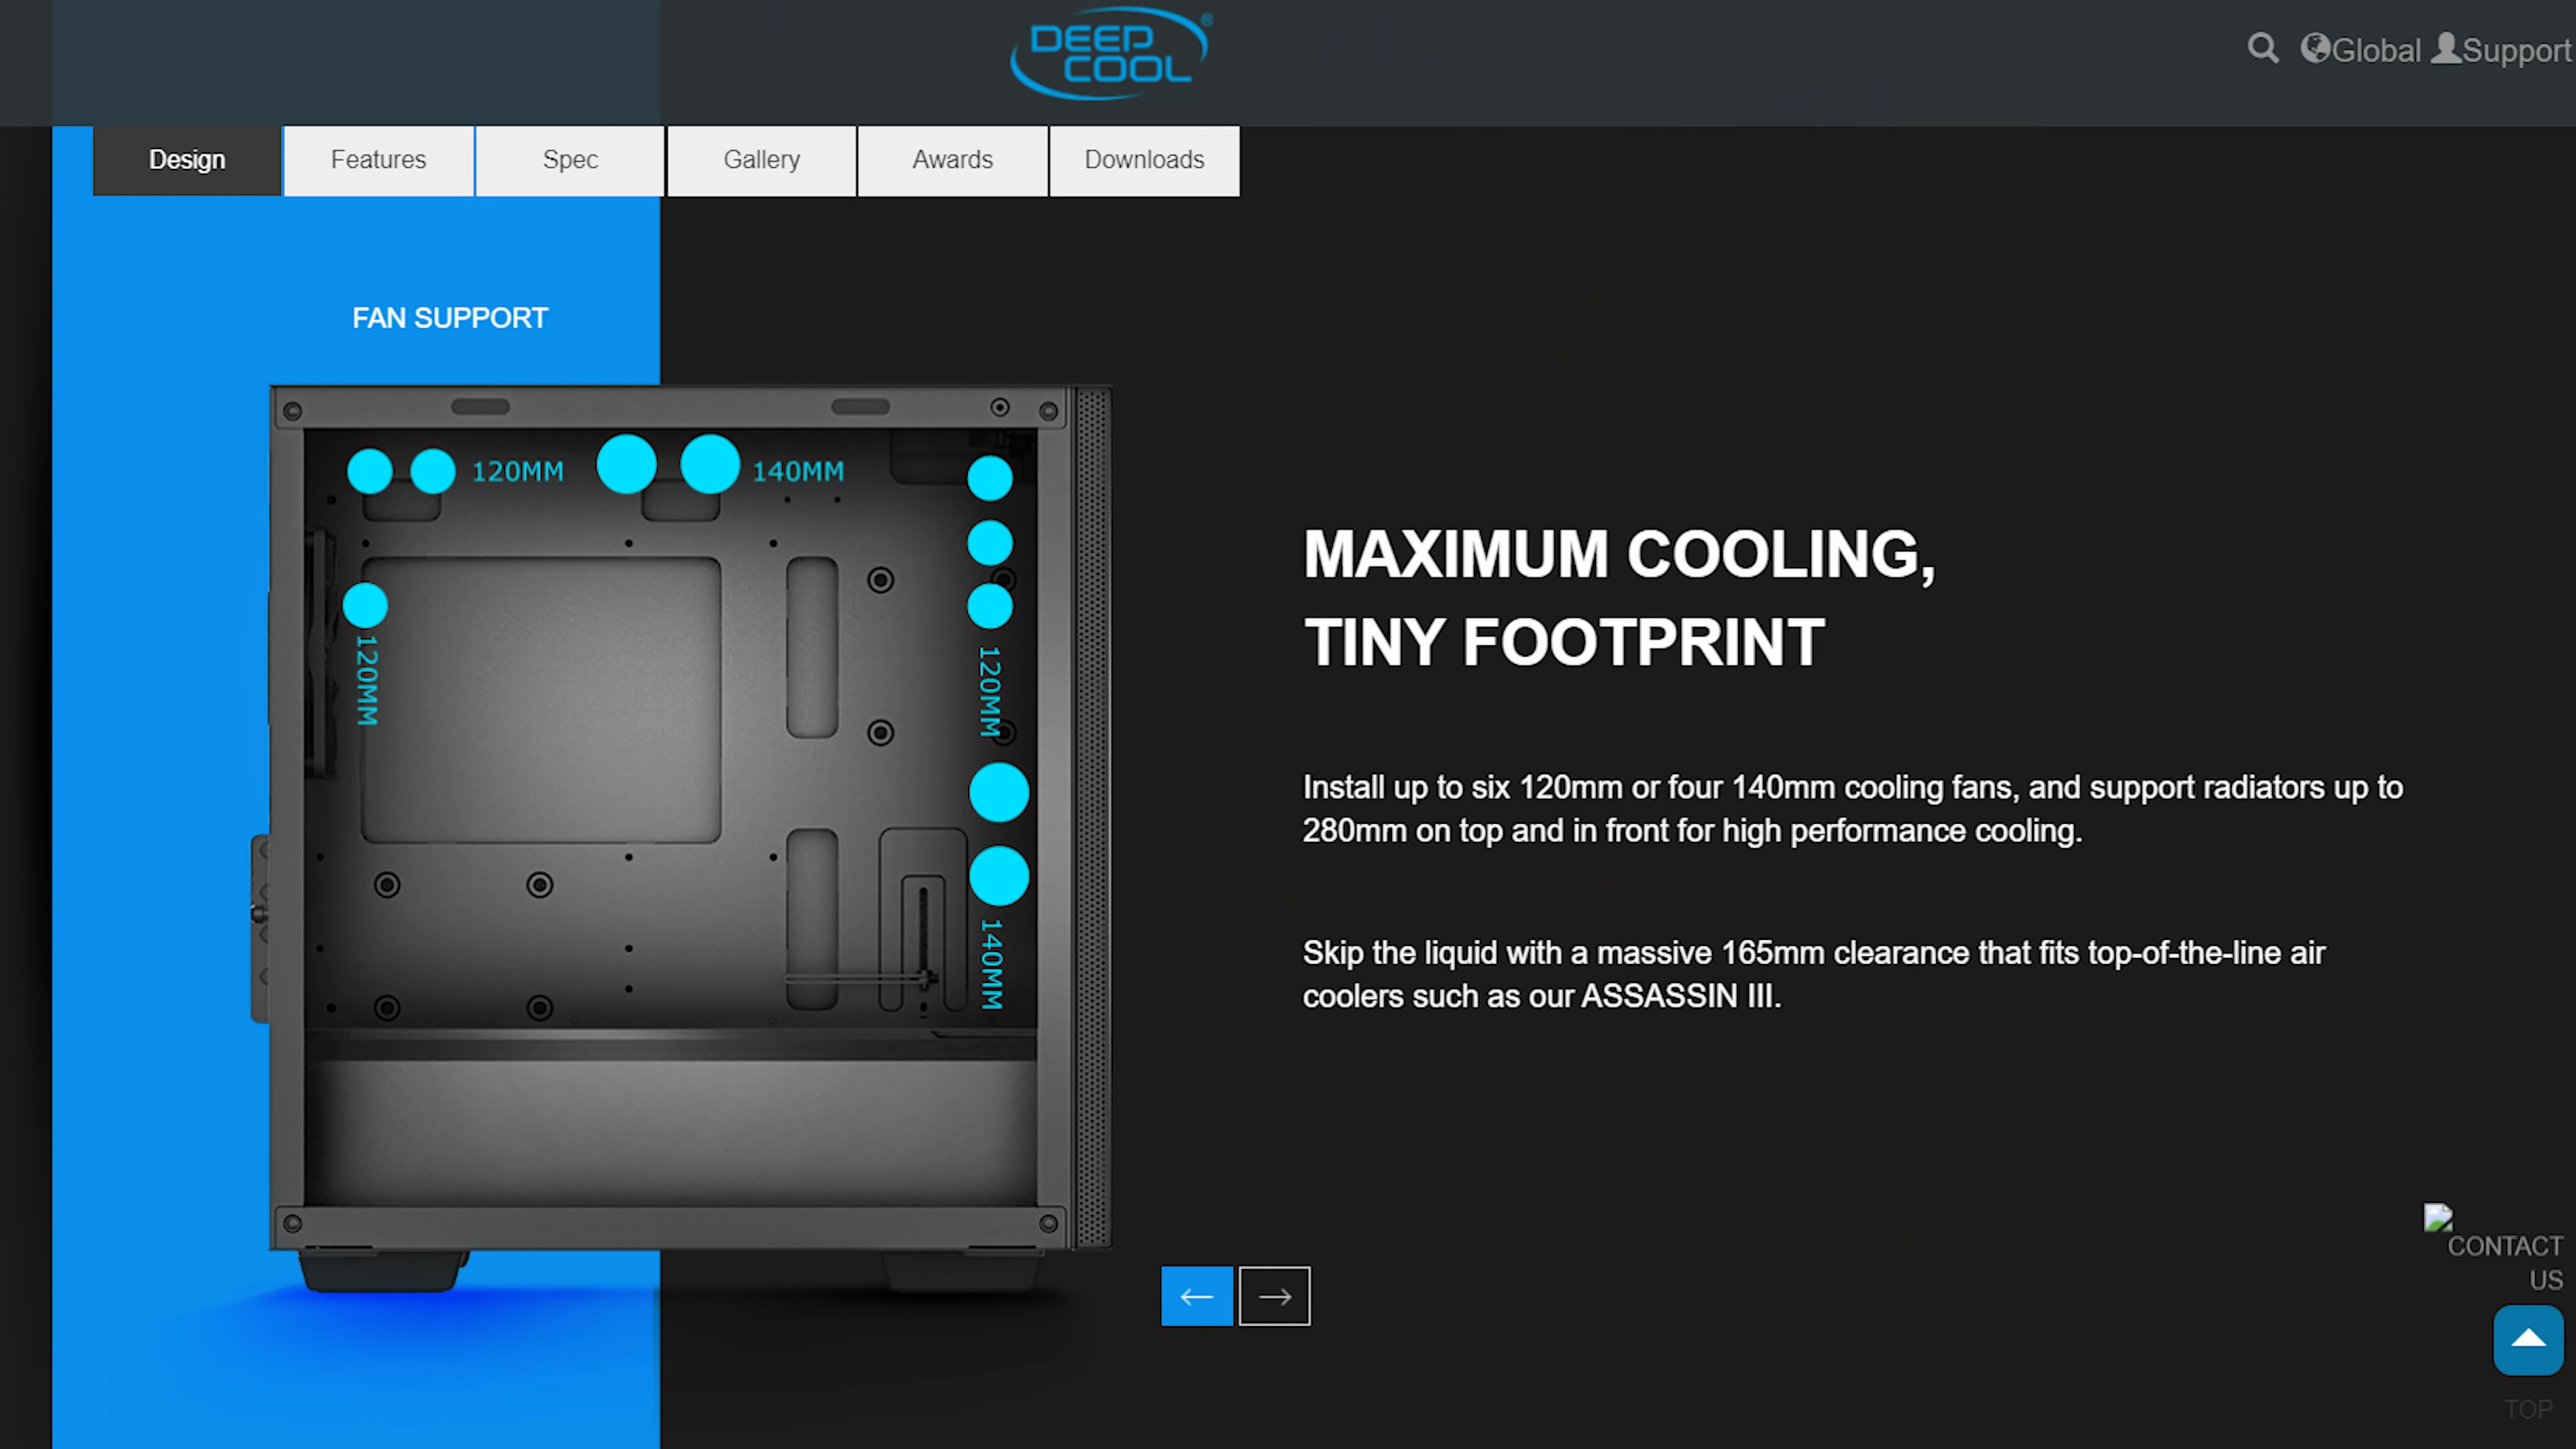 DEEP
COOL®
Global Support
Design Features Spec Gallery Awards Downloads
FAN SUPPORT
120MM 140MM
120MM
120MM
140MM
MAXIMUM COOLING,
TINY FOOTPRINT
Install up to six 120mm or four 140mm cooling fans, and support radiators up to
280mm on top and in front for high performance cooling.
Skip the liquid with a massive 165mm clearance that fits top-of-the-line air
coolers such as our ASSASSIN III.
CONTACT
US
TOP